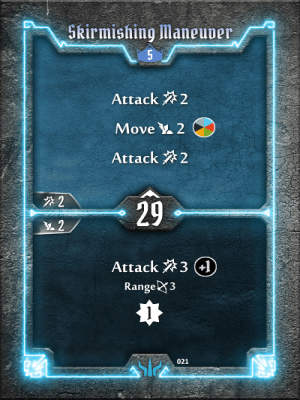 Skirmishing Maneuver
5
Attack 2
Move 2
Attack 2
29
2
2
Attack 3 +1
Range 3
1
021